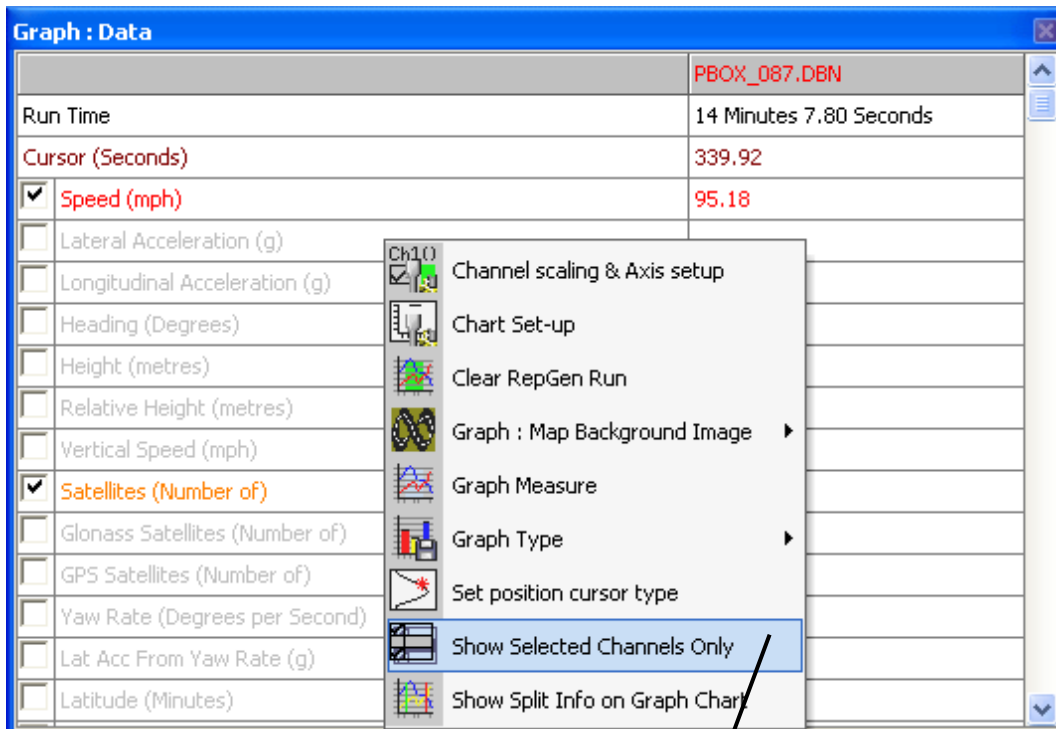 Graph : Data
PBOX_087.DBN
Run Time 14 Minutes 7.80 Seconds
Cursor (Seconds) 339.92
Speed (mph) 95.18
Lateral Acceleration (g)
Longitudinal Acceleration (g)
Heading (Degrees)
Height (metres)
Relative Height (metres)
Vertical Speed (mph)
Satellites (Number of)
Glonass Satellites (Number of)
GPS Satellites (Number of)
Yaw Rate (Degrees per Second)
Lat Acc From Yaw Rate (g)
Latitude (Minutes)
Ch1()
Channel scaling & Axis setup
Chart Set-up
Clear RepGen Run
Graph : Map Background Image
Graph Measure
Graph Type
Set position cursor type
Show Selected Channels Only
Show Split Info on Graph Chart